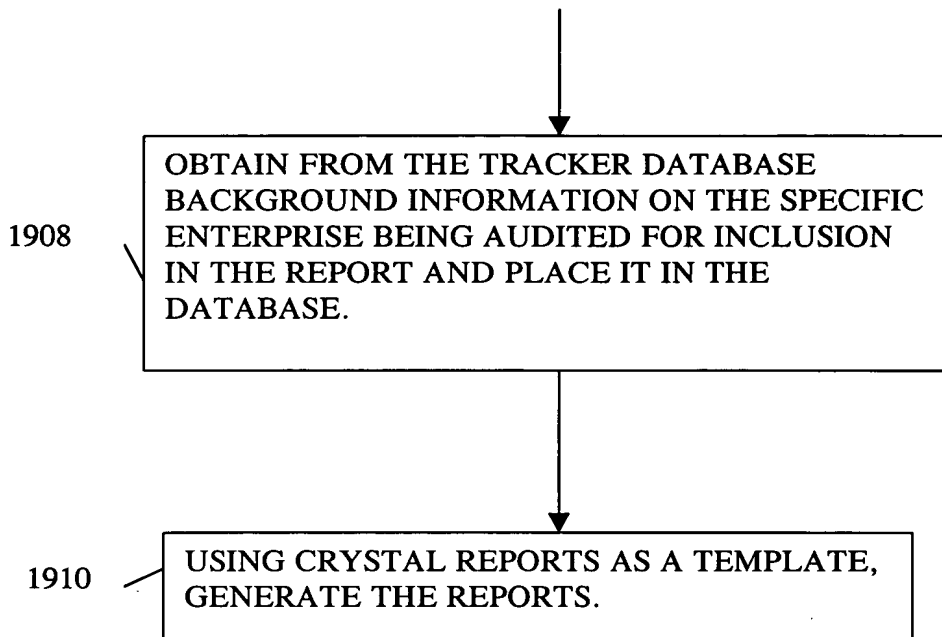 OBTAIN FROM THE TRACKER DATABASE
BACKGROUND INFORMATION ON THE SPECIFIC
1908
ENTERPRISE BEING AUDITED FOR INCLUSION
IN THE REPORT AND PLACE IT IN THE
DATABASE.
USING CRYSTAL REPORTS AS A TEMPLATE,
1910
GENERATE THE REPORTS.